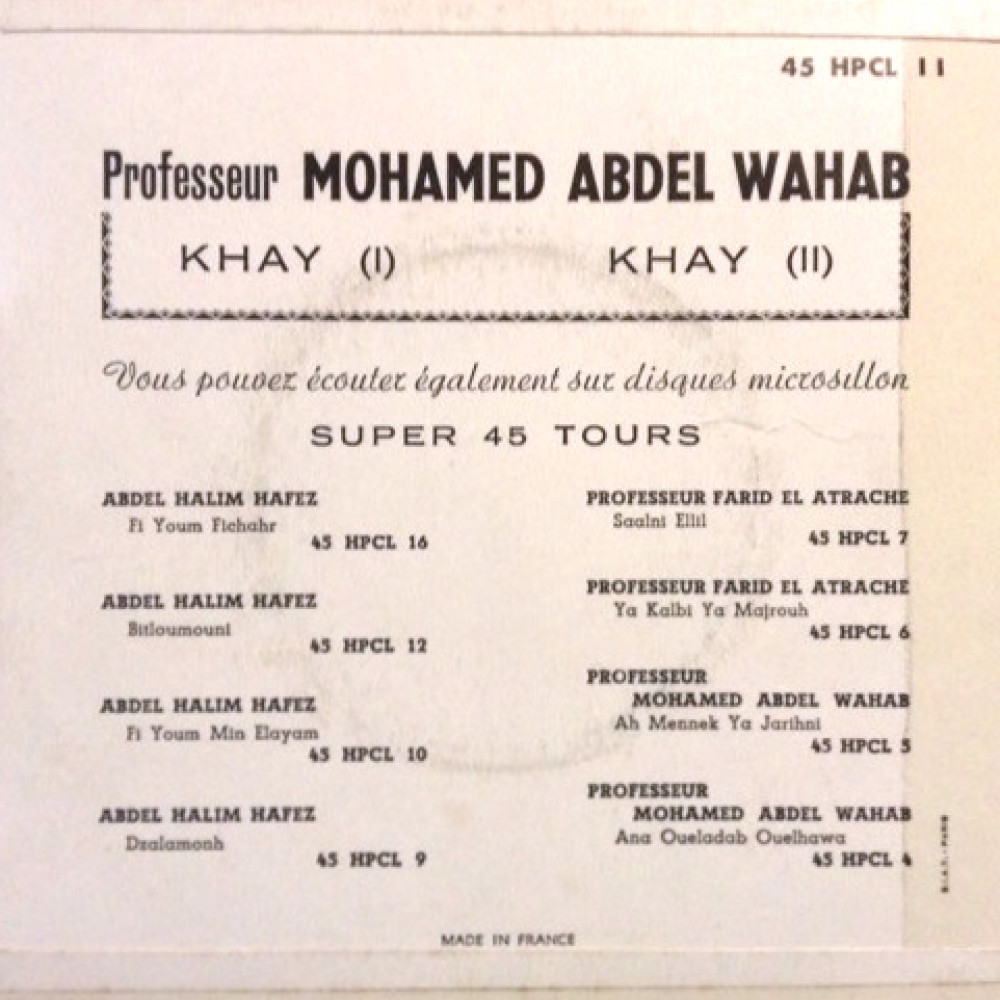 45 HPCL 11
Professeur MOHAMED ABDEL WAHAB
KHAY (I) KHAY (II)
Vous pouvez écouter également sur disques microsillon
SUPER 45 TOURS
ABDEL HALIM HAFEZ
Fi Youm Fichahr
45 HPCL 16
ABDEL HALIM HAFEZ
Bitloumouni
45 HPCL 12
ABDEL HALIM HAFEZ
Fi Youm Min Elayam
45 HPCL 10
ABDEL HALIM HAFEZ
Dzalamonh
45 HPCL 9
PROFESSEUR FARID EL ATRACHE
Saalni Ellil
45 HPCL 7
PROFESSEUR FARID EL ATRACHE
Ya Kalbi Ya Majrouh
45 HPCL 6
PROFESSEUR
MOHAMED ABDEL WAHAB
Ah Mennek Ya Jarihni
45 HPCL 5
PROFESSEUR
MOHAMED ABDEL WAHAB
Ana Oueladab Ouelhawa
45 HPCL 4
MADE IN FRANCE